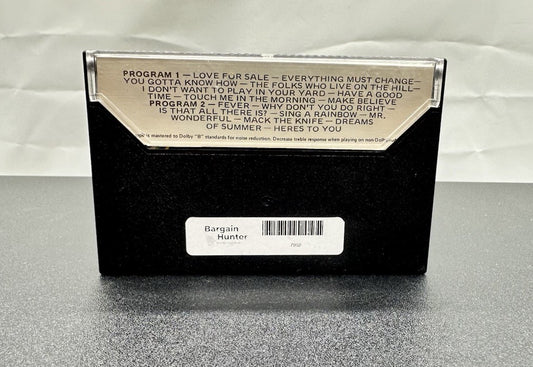 PROGRAM 1 — LOVE FOR SALE — EVERYTHING MUST CHANGE—
YOU GOTTA KNOW HOW — THE FOLKS WHO LIVE ON THE HILL—
I DON'T WANT TO PLAY IN YOUR YARD — HAVE A GOOD
TIME — TOUCH ME IN THE MORNING — MAKE BELIEVE
PROGRAM 2 — FEVER — WHY DON'T YOU DO RIGHT —
IS THAT ALL THERE IS? — SING A RAINBOW — MR.
WONDERFUL — MACK THE KNIFE — DREAMS
OF SUMMER — HERES TO YOU
is mastered to Dolby "B" standards for noise reduction. Decrease treble response when playing on non-Dolby
Bargain
Hunter
7952